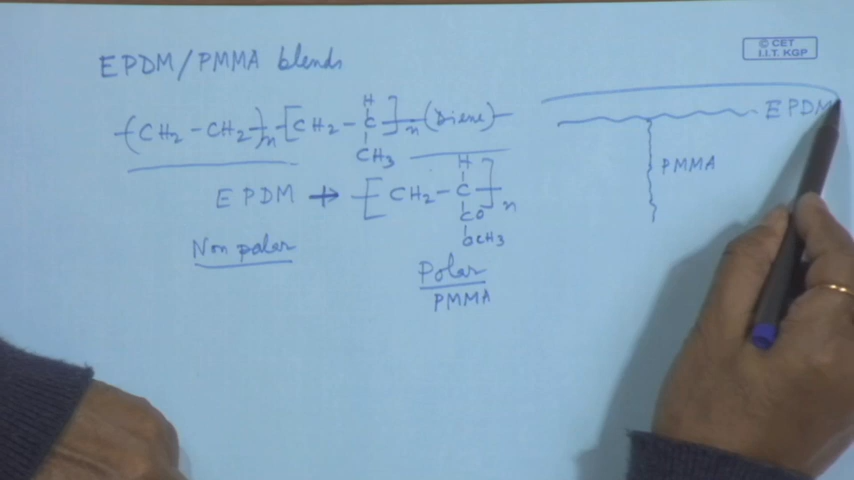 EPDM/PMMA blends
© CET
I.I.T. KGP
-(CH2-CH2)n-[CH2-C]n-(Diene)-
H
CH3
EPDM
PMMA
EPDM → -[CH2-C]n
H
CO
OCH3
Non polar
Polar
PMMA